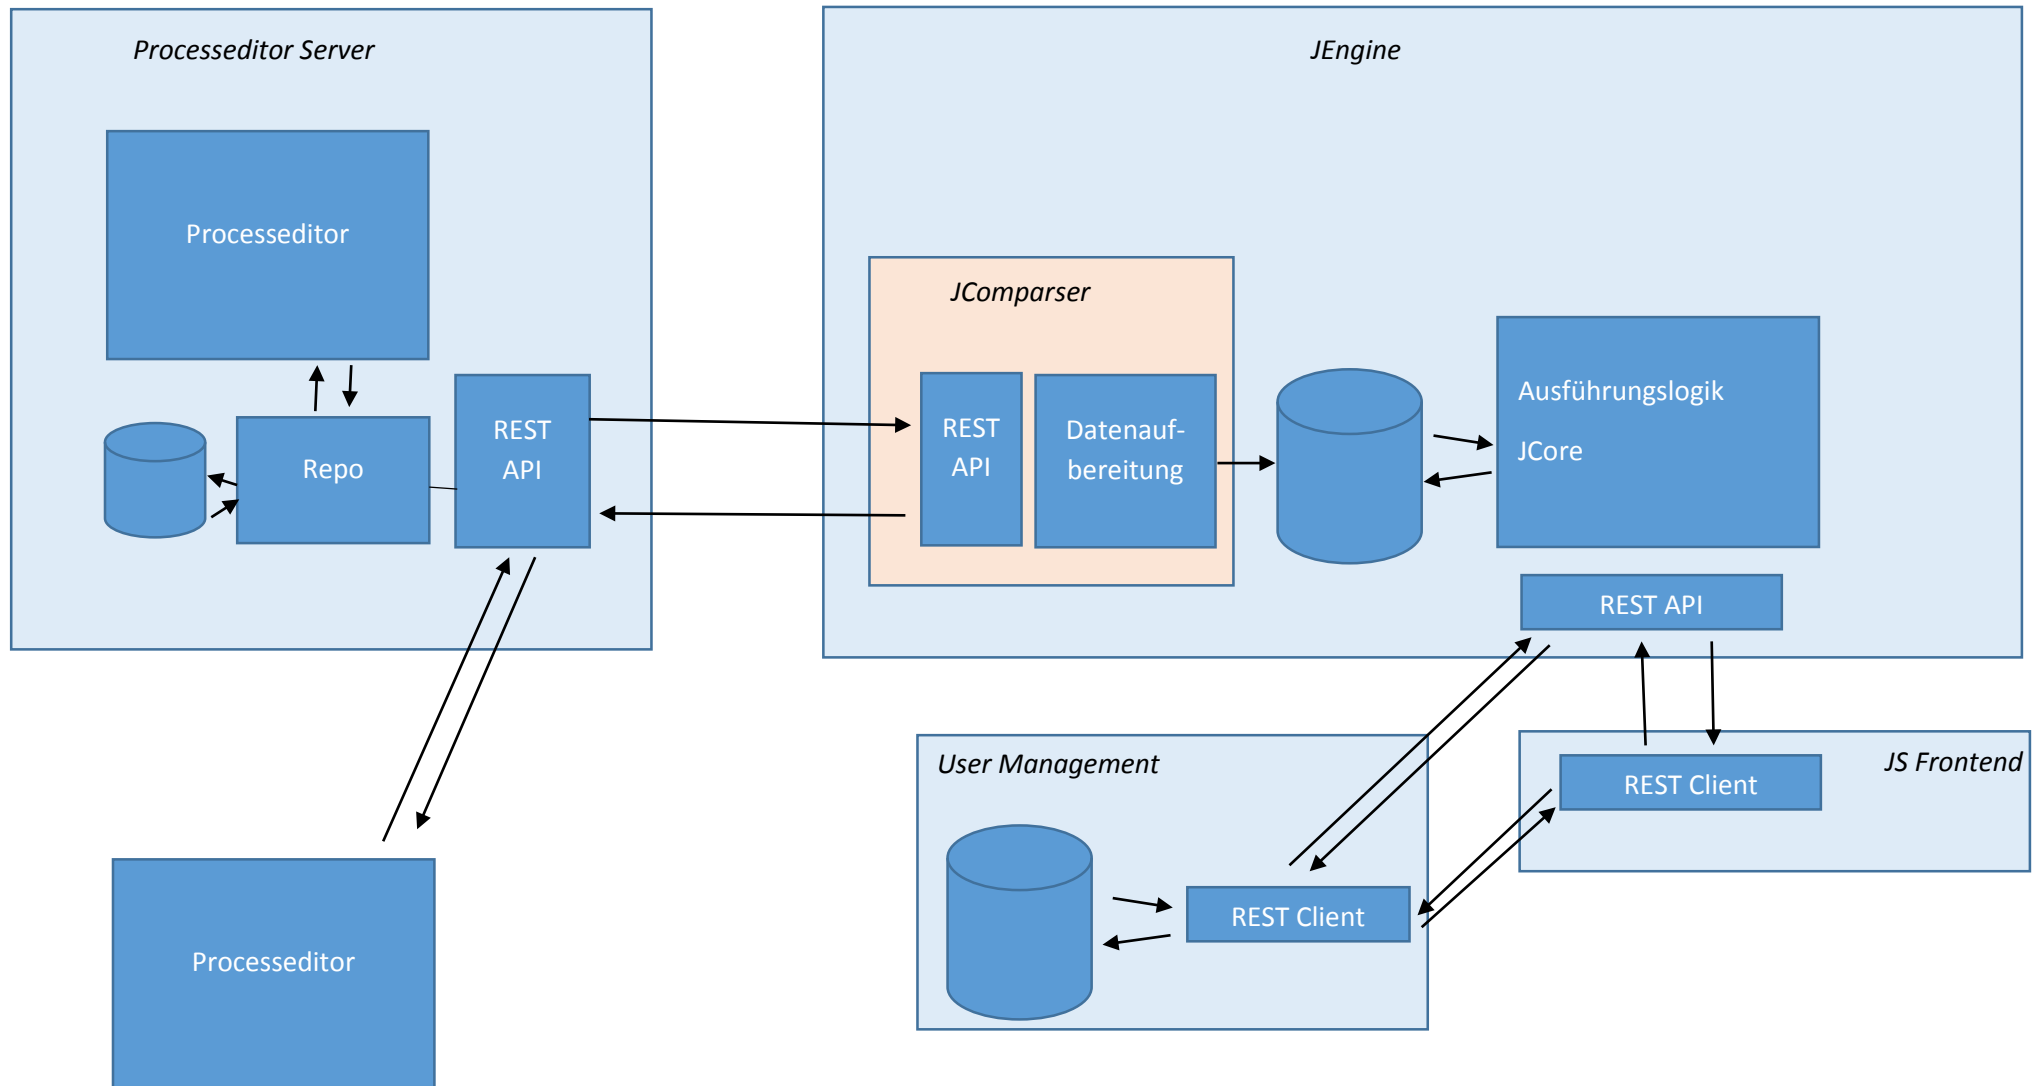 Processeditor Server
Processeditor
Repo
REST
API
JEngine
JComparser
REST
API
Datenauf-
bereitung
Ausführungslogik
JCore
REST API
User Management
REST Client
JS Frontend
REST Client
Processeditor